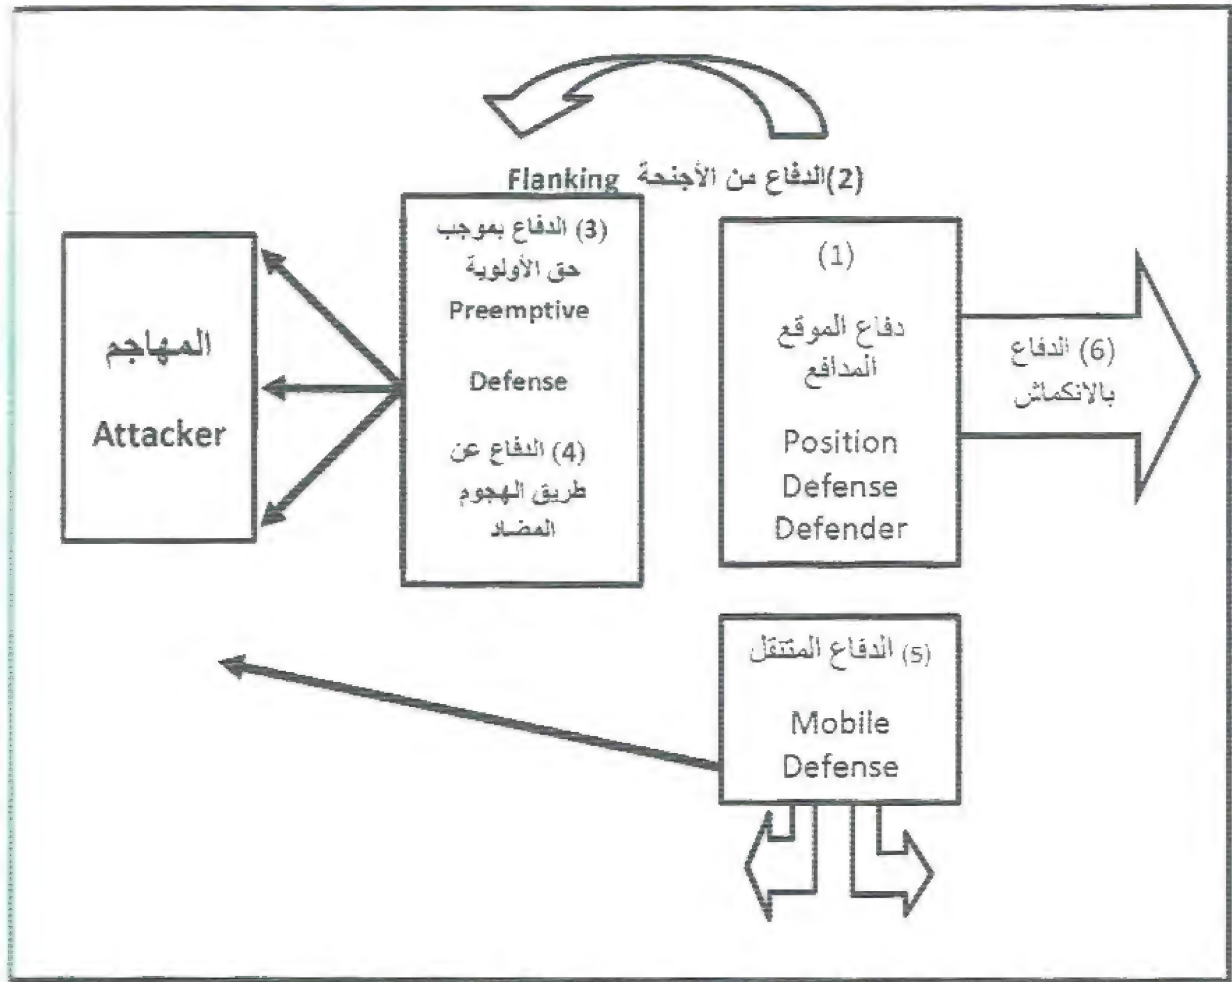 (2)الدفاع من الأجنحة Flanking
المهاجم
Attacker
(3) الدفاع بموجب
حق الأولوية
Preemptive
Defense
(4) الدفاع عن
طريق الهجوم
المضاد
(1)
دفاع الموقع
المدافع
Position
Defense
Defender
(6) الدفاع
بالانكماش
(5) الدفاع المتنقل
Mobile
Defense